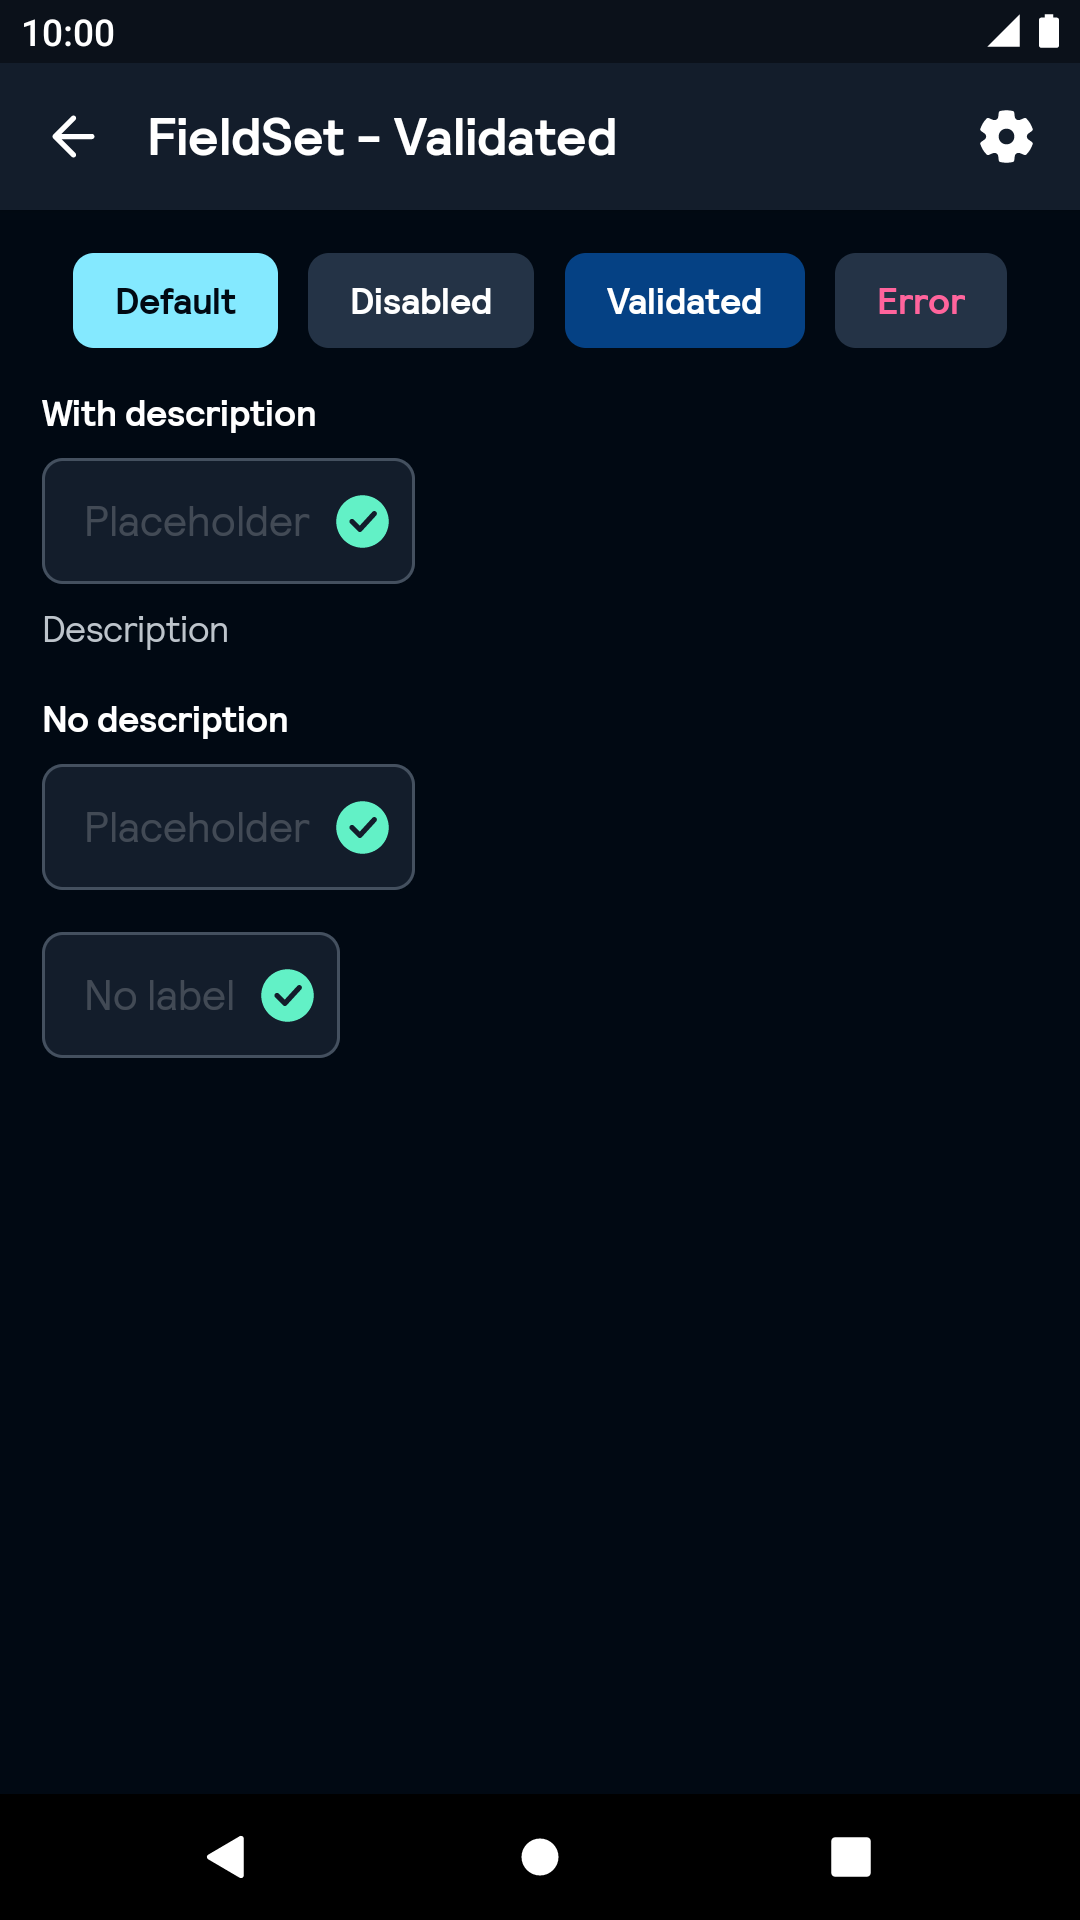 10:00
FieldSet - Validated
Default Disabled Validated Error
With description
Placeholder
Description
No description
Placeholder
No label